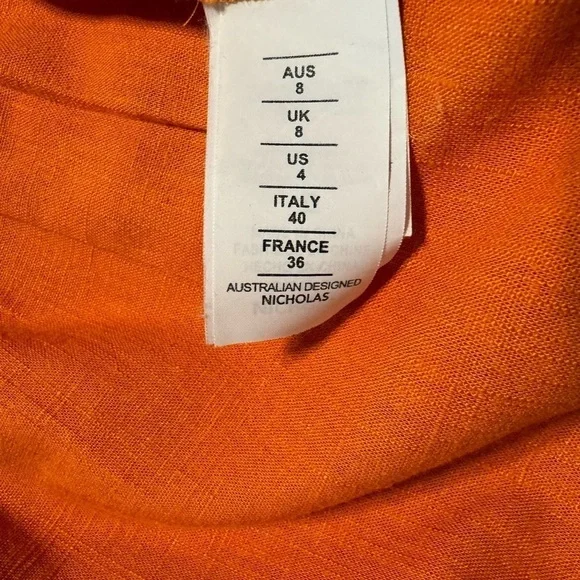 AUS
8
UK
8
US
4
ITALY
40
FRANCE
36
AUSTRALIAN DESIGNED
NICHOLAS